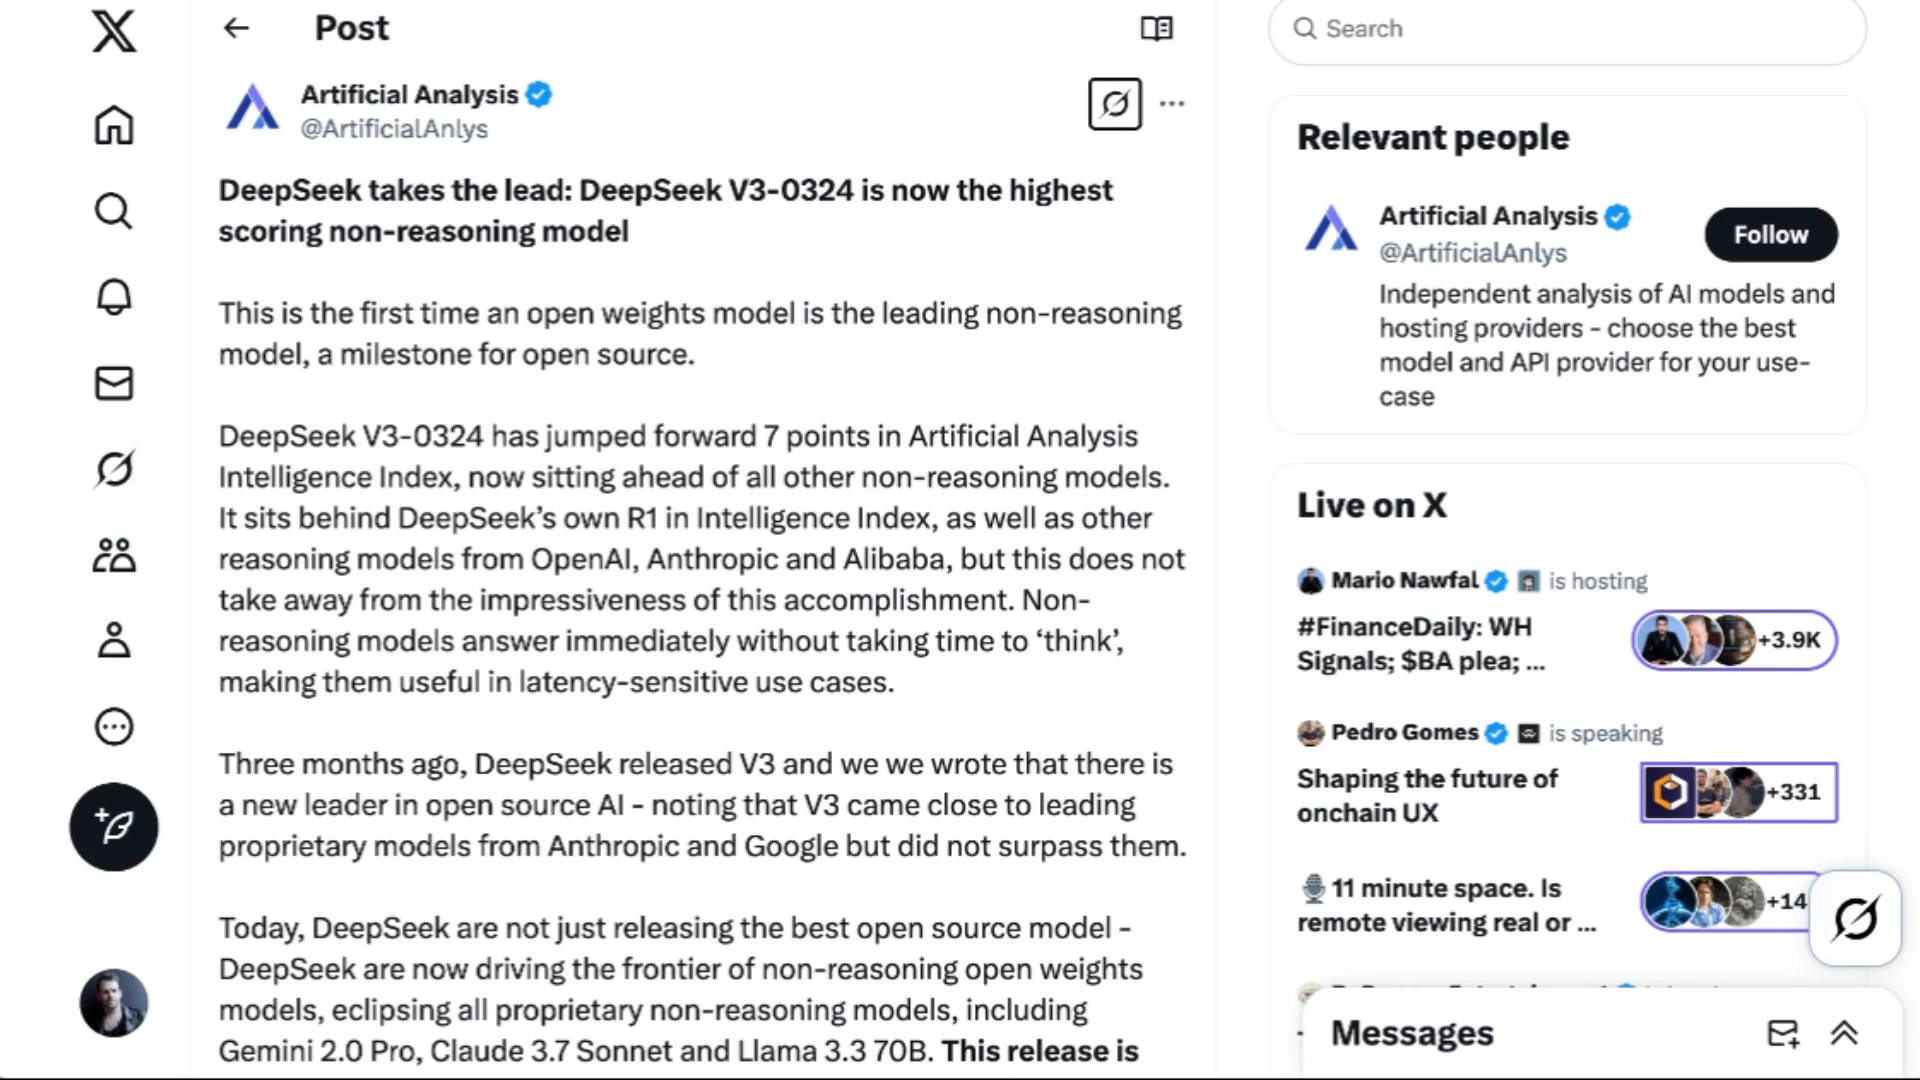 Post
Artificial Analysis
@ArtificialAnlys
DeepSeek takes the lead: DeepSeek V3-0324 is now the highest
scoring non-reasoning model
This is the first time an open weights model is the leading non-reasoning
model, a milestone for open source.
DeepSeek V3-0324 has jumped forward 7 points in Artificial Analysis
Intelligence Index, now sitting ahead of all other non-reasoning models.
It sits behind DeepSeek’s own R1 in Intelligence Index, as well as other
reasoning models from OpenAI, Anthropic and Alibaba, but this does not
take away from the impressiveness of this accomplishment. Non-
reasoning models answer immediately without taking time to ‘think’,
making them useful in latency-sensitive use cases.
Three months ago, DeepSeek released V3 and we we wrote that there is
a new leader in open source AI - noting that V3 came close to leading
proprietary models from Anthropic and Google but did not surpass them.
Today, DeepSeek are not just releasing the best open source model -
DeepSeek are now driving the frontier of non-reasoning open weights
models, eclipsing all proprietary non-reasoning models, including
Gemini 2.0 Pro, Claude 3.7 Sonnet and Llama 3.3 70B. This release is
Search
Relevant people
Artificial Analysis
@ArtificialAnlys
Follow
Independent analysis of AI models and
hosting providers - choose the best
model and API provider for your use-
case
Live on X
Mario Nawfal is hosting
#FinanceDaily: WH
Signals; $BA plea; ...
+3.9K
Pedro Gomes is speaking
Shaping the future of
onchain UX
+331
11 minute space. Is
remote viewing real or ...
+14
Messages